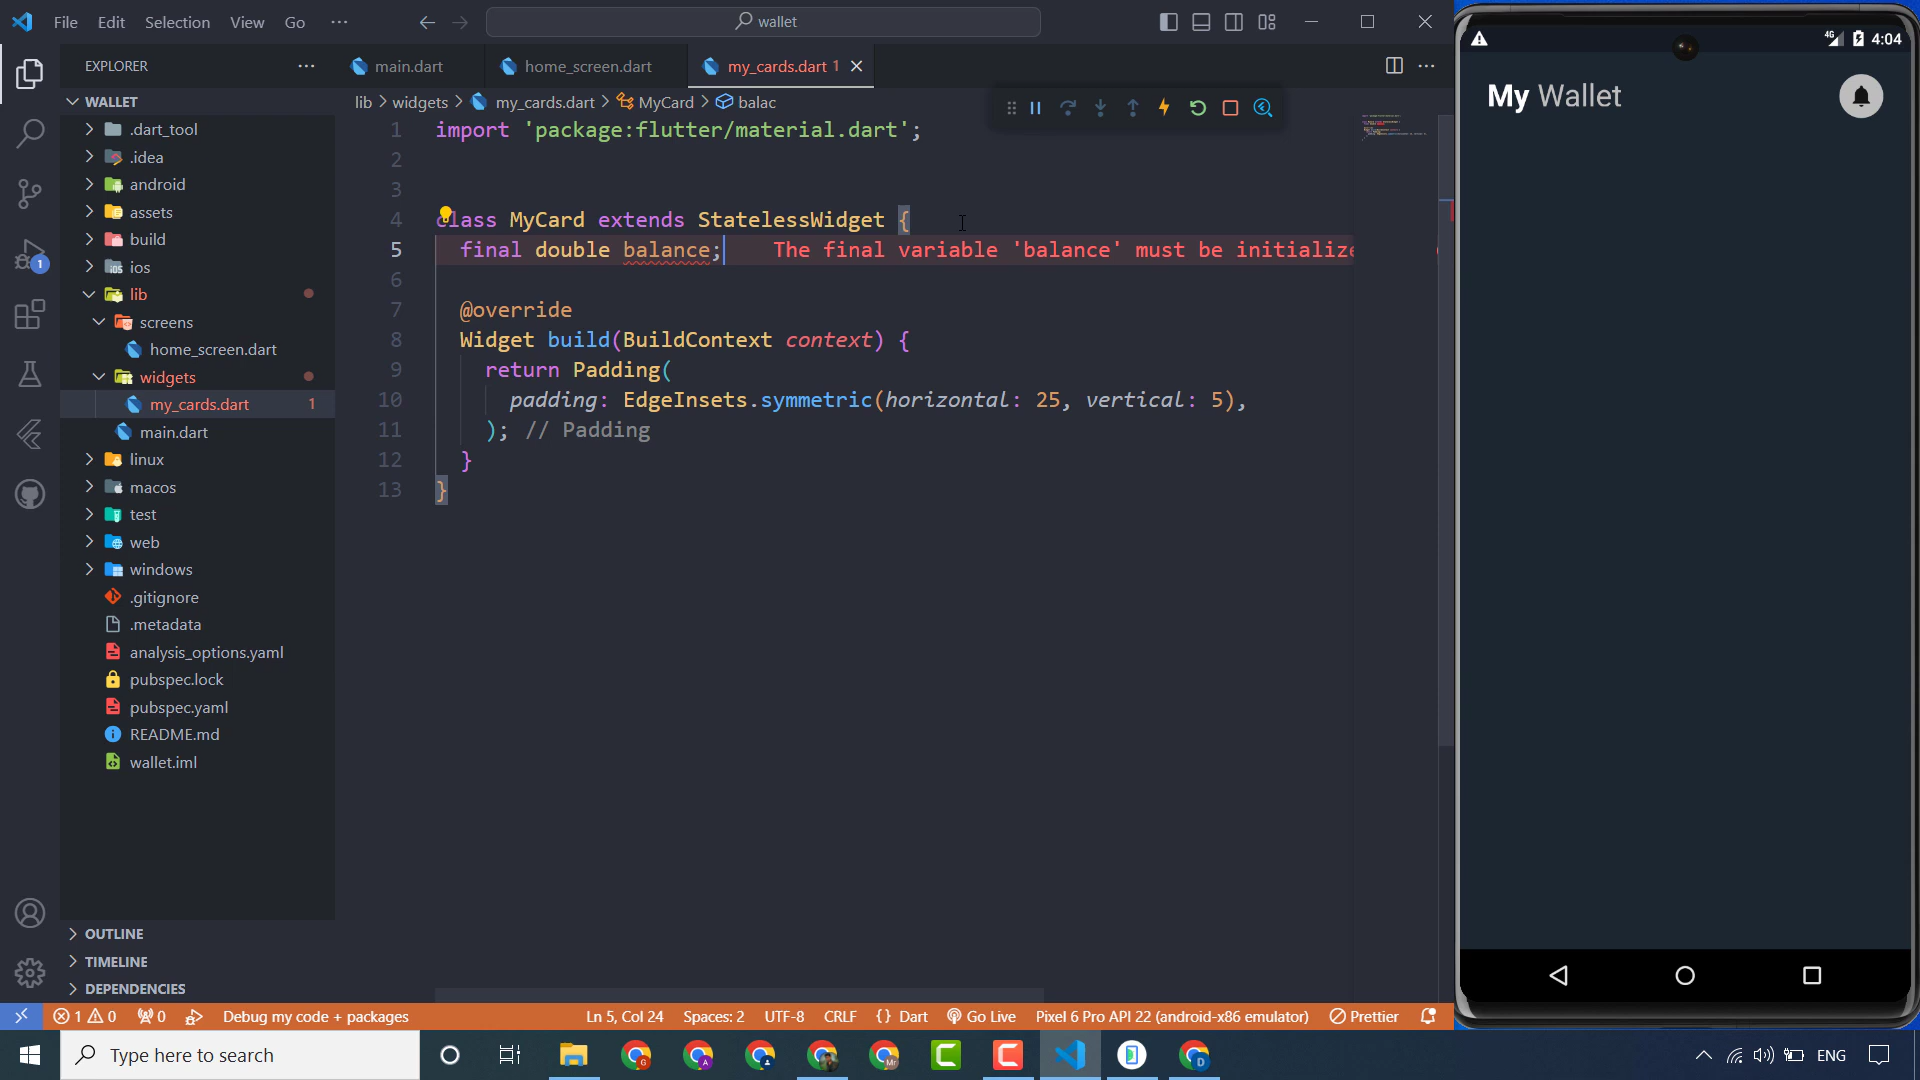 File Edit Selection View Go ··· wallet
EXPLORER ··· main.dart home_screen.dart my_cards.dart 1
WALLET
.dart_tool
.idea
android
assets
build
ios
lib
screens
home_screen.dart
widgets
my_cards.dart 1
main.dart
linux
macos
test
web
windows
.gitignore
.metadata
analysis_options.yaml
pubspec.lock
pubspec.yaml
README.md
wallet.iml
OUTLINE
TIMELINE
DEPENDENCIES
1
lib > widgets > my_cards.dart > MyCard > balac
1 import 'package:flutter/material.dart';
2
3
4 class MyCard extends StatelessWidget {
5 final double balance; The final variable 'balance' must be initialize
6
7 @override
8 Widget build(BuildContext context) {
9 return Padding(
10 padding: EdgeInsets.symmetric(horizontal: 25, vertical: 5),
11 ); // Padding
12 }
13 }
4G 4:04
My Wallet
1 0 0 Debug my code + packages Ln 5, Col 24 Spaces: 2 UTF-8 CRLF {} Dart Go Live Pixel 6 Pro API 22 (android-x86 emulator) Prettier
Type here to search ENG